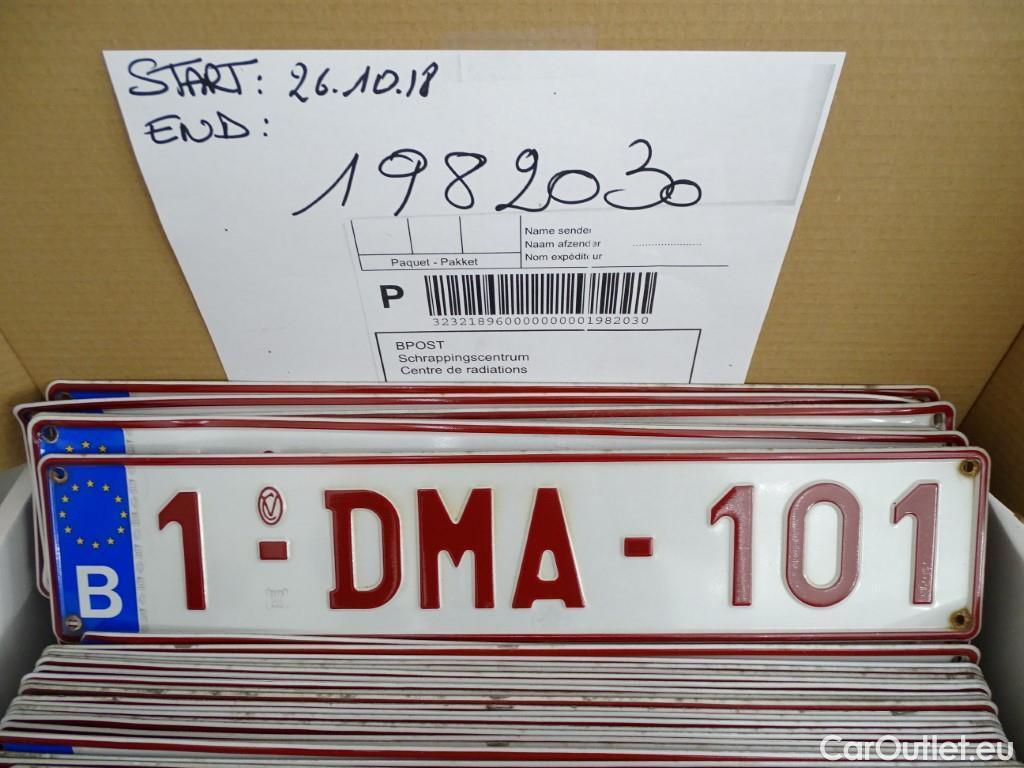 START: 26.10.18
END:
1982030
Name sender
Naam afzender
Paquet - Pakket
Nom expéditeur
P
32321896000000000001982030
BPOST
Schrappingscentrum
Centre de radiations
B
1-DMA-101
CarOutlet.eu